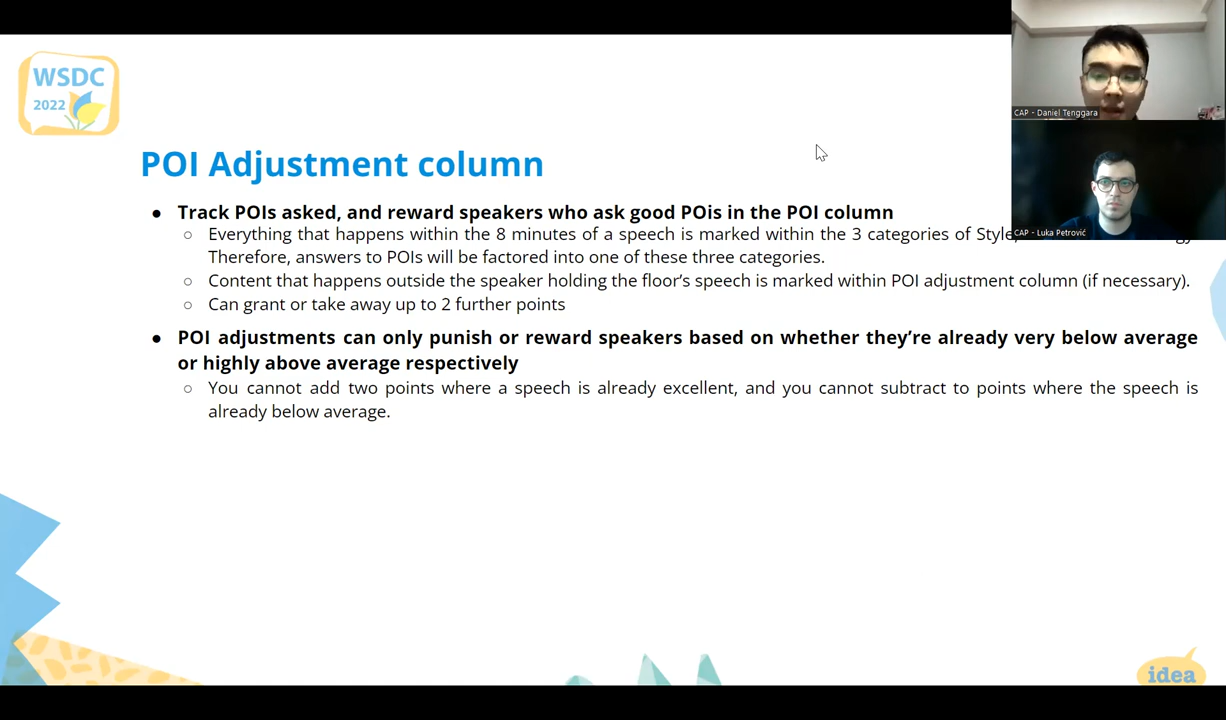 WSDC
2022
CAP - Daniel Tenggara
CAP - Luka Petrović
POI Adjustment column
● Track POIs asked, and reward speakers who ask good POis in the POI column
○ Everything that happens within the 8 minutes of a speech is marked within the 3 categories of Style,
Therefore, answers to POIs will be factored into one of these three categories.
○ Content that happens outside the speaker holding the floor's speech is marked within POI adjustment column (if necessary).
○ Can grant or take away up to 2 further points
● POI adjustments can only punish or reward speakers based on whether they're already very below average
or highly above average respectively
○ You cannot add two points where a speech is already excellent, and you cannot subtract to points where the speech is
already below average.
idea